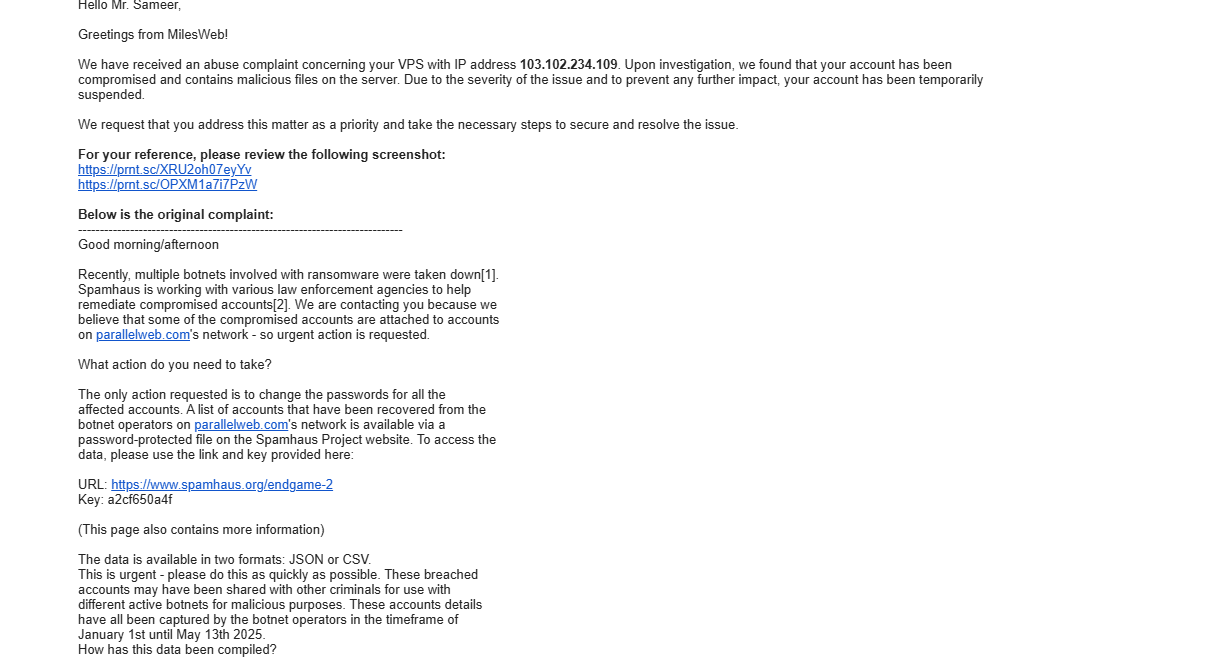 Hello Mr. Sameer,
Greetings from MilesWeb!
We have received an abuse complaint concerning your VPS with IP address 103.102.234.109. Upon investigation, we found that your account has been
compromised and contains malicious files on the server. Due to the severity of the issue and to prevent any further impact, your account has been temporarily
suspended.
We request that you address this matter as a priority and take the necessary steps to secure and resolve the issue.
For your reference, please review the following screenshot:
https://prnt.sc/XRU2oh07eyYv
https://prnt.sc/OPXM1a7i7PzW
Below is the original complaint:
---------------------------------------------------------------------------
Good morning/afternoon
Recently, multiple botnets involved with ransomware were taken down[1].
Spamhaus is working with various law enforcement agencies to help
remediate compromised accounts[2]. We are contacting you because we
believe that some of the compromised accounts are attached to accounts
on parallelweb.com's network - so urgent action is requested.
What action do you need to take?
The only action requested is to change the passwords for all the
affected accounts. A list of accounts that have been recovered from the
botnet operators on parallelweb.com's network is available via a
password-protected file on the Spamhaus Project website. To access the
data, please use the link and key provided here:
URL: https://www.spamhaus.org/endgame-2
Key: a2cf650a4f
(This page also contains more information)
The data is available in two formats: JSON or CSV.
This is urgent - please do this as quickly as possible. These breached
accounts may have been shared with other criminals for use with
different active botnets for malicious purposes. These accounts details
have all been captured by the botnet operators in the timeframe of
January 1st until May 13th 2025.
How has this data been compiled?